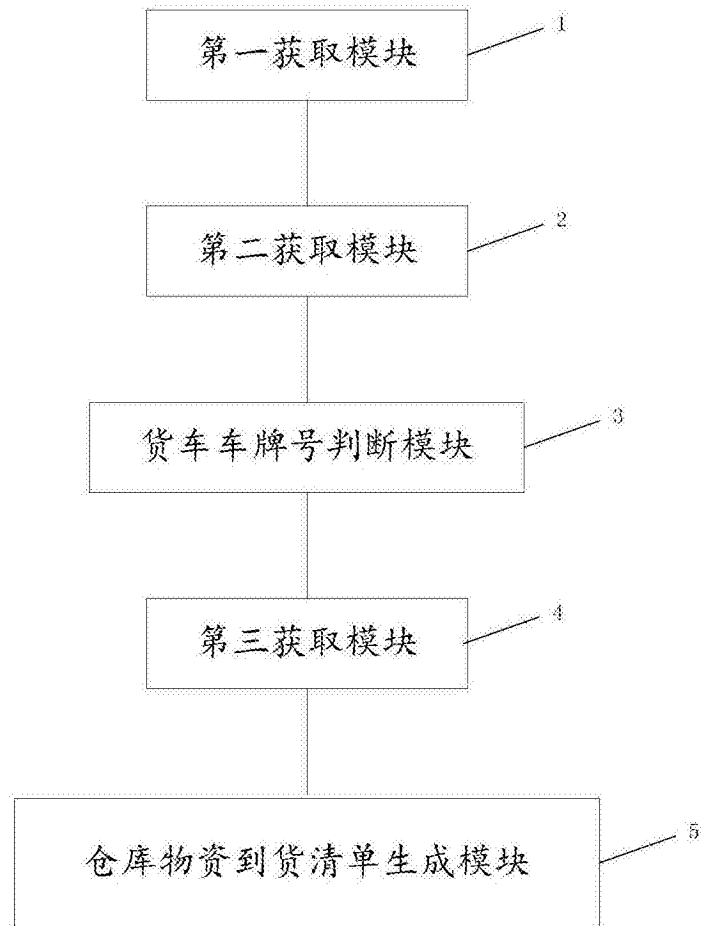 第一获取模块
1
第二获取模块
2
货车车牌号判断模块
3
第三获取模块
4
仓库物资到货清单生成模块
5